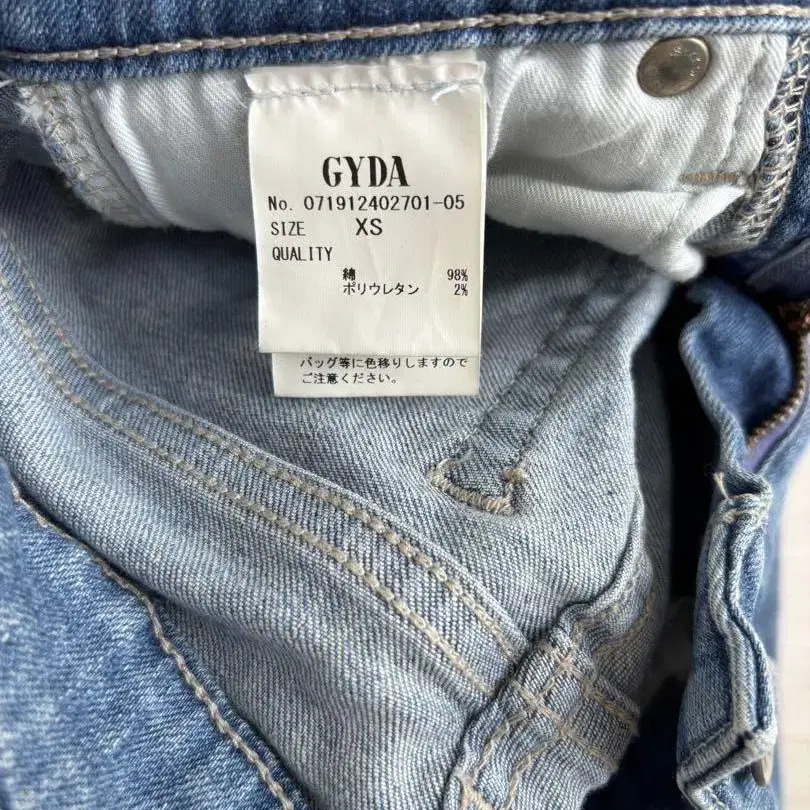 GYDA
No. 071912402701-05
SIZE XS
QUALITY
綿 98%
ポリウレタン 2%
バッグ等に色移りしますので
ご注意ください。